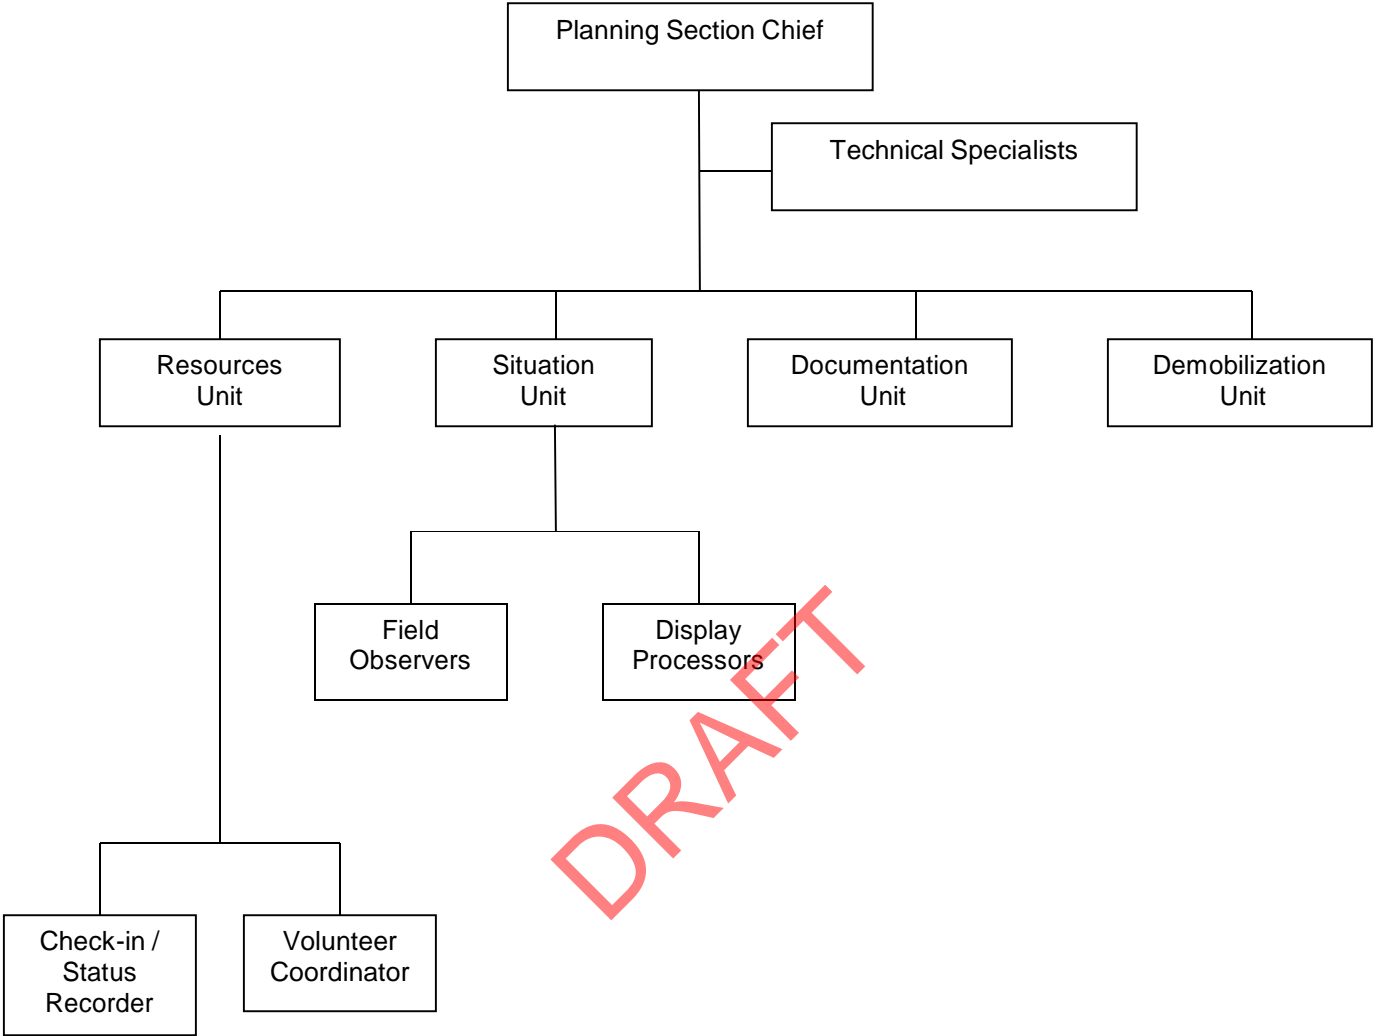 Planning Section Chief
Technical Specialists
Resources
Unit
Situation
Unit
Documentation
Unit
Demobilization
Unit
Field
Observers
Display
Processors
DRAFT
Check-in /
Status
Recorder
Volunteer
Coordinator